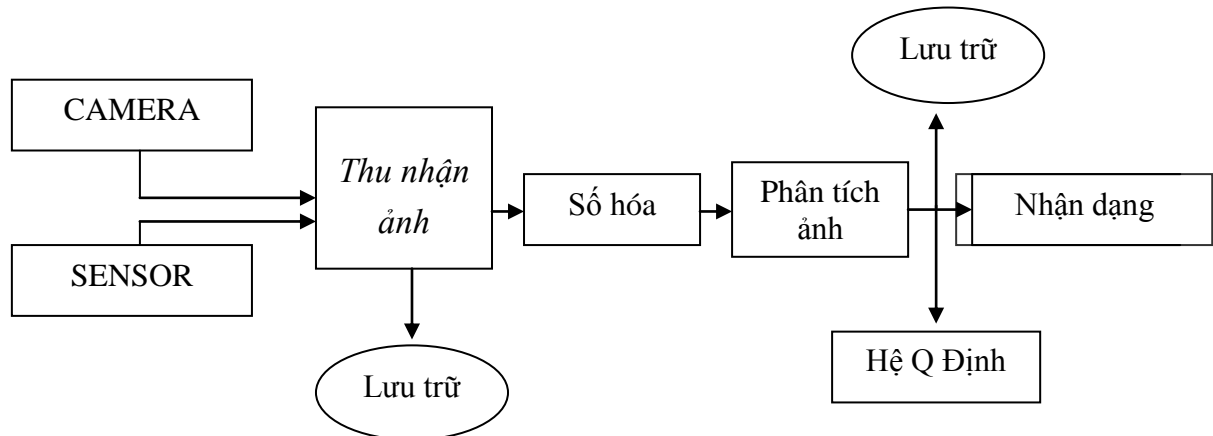 Lưu trữ
CAMERA
Thu nhận
ảnh
Số hóa
Phân tích
ảnh
Nhận dạng
SENSOR
Hệ Q Định
Lưu trữ